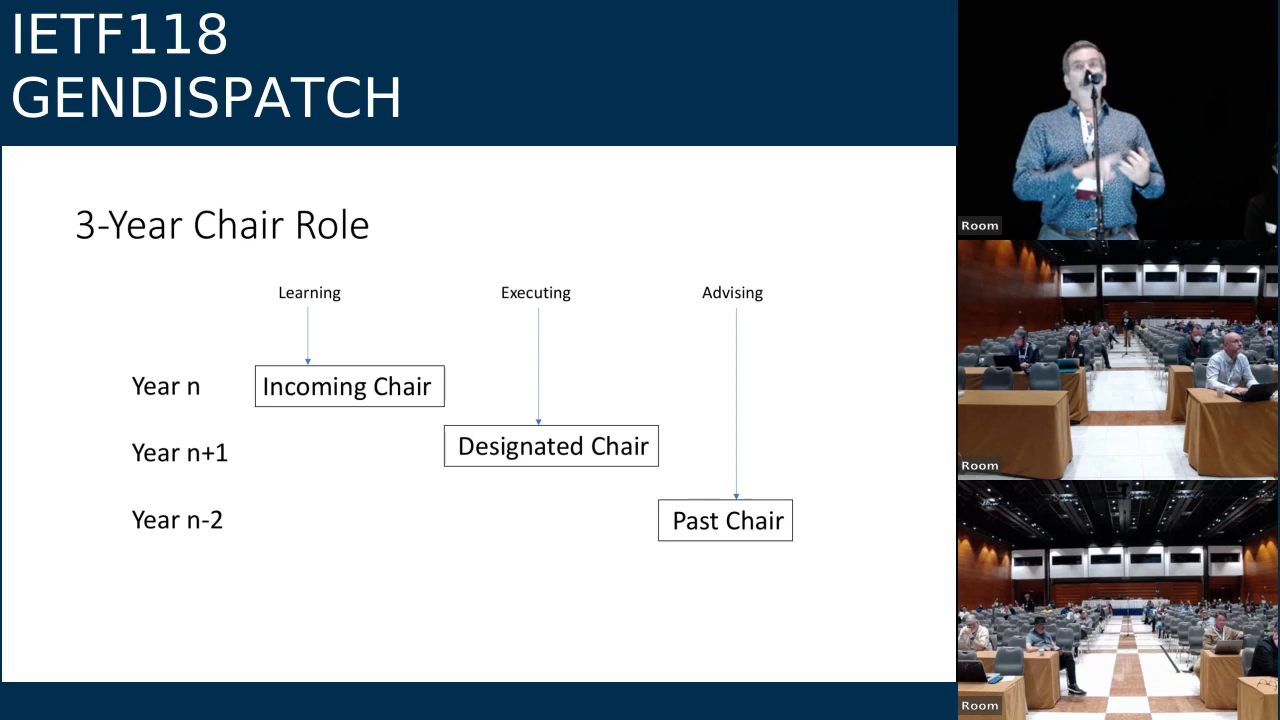 IETF118
GENDISPATCH
3-Year Chair Role
Learning
Executing
Advising
Year n
Incoming Chair
Designated Chair
Year n+1
Year n-2
Past Chair
Room
Room
Room